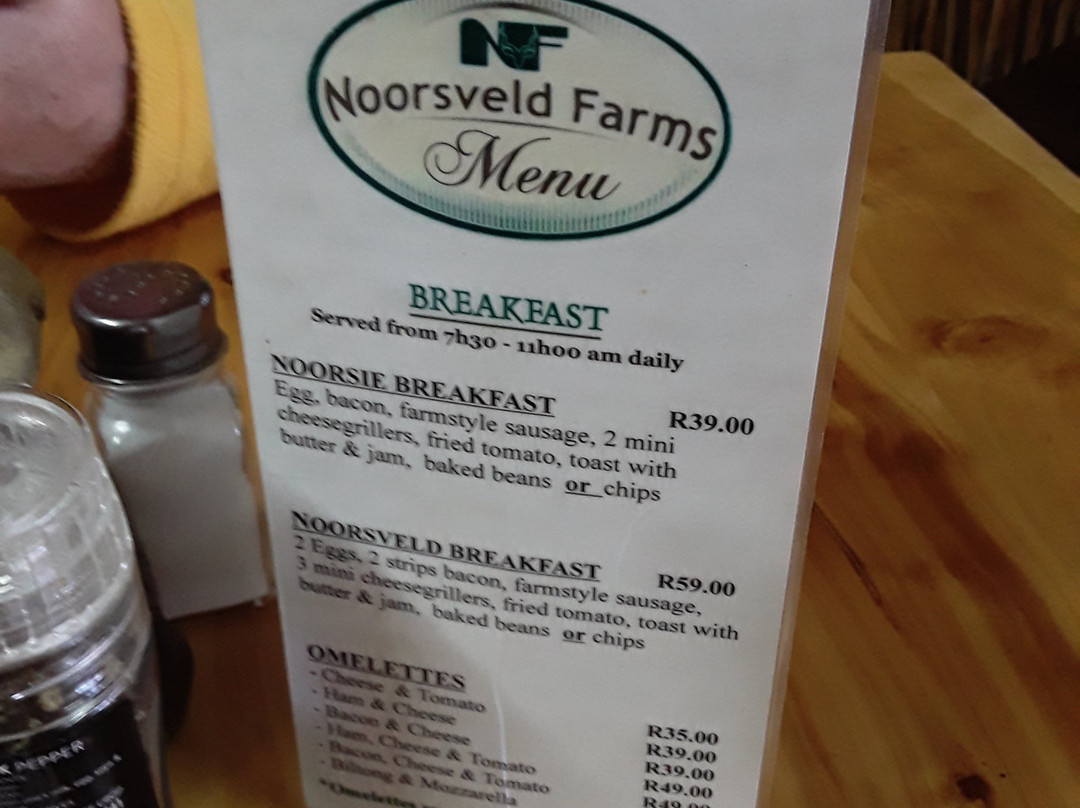 NF
Noorsveld Farms
Menu
BREAKFAST
Served from 7h30 - 11h00 am daily
NOORSIE BREAKFAST R39.00
Egg, bacon, farmstyle sausage, 2 mini
cheesegrillers, fried tomato, toast with
butter & jam, baked beans or chips
NOORSVELD BREAKFAST R59.00
2 Eggs, 2 strips bacon, farmstyle sausage,
3 mini cheesegrillers, fried tomato, toast with
butter & jam, baked beans or chips
OMELETTES
- Cheese & Tomato R35.00
- Ham & Cheese R39.00
- Bacon & Cheese R39.00
- Ham, Cheese & Tomato R49.00
- Bacon, Cheese & Tomato R49.00
- Biltong & Mozzarella
*Omelettes
PEPPER